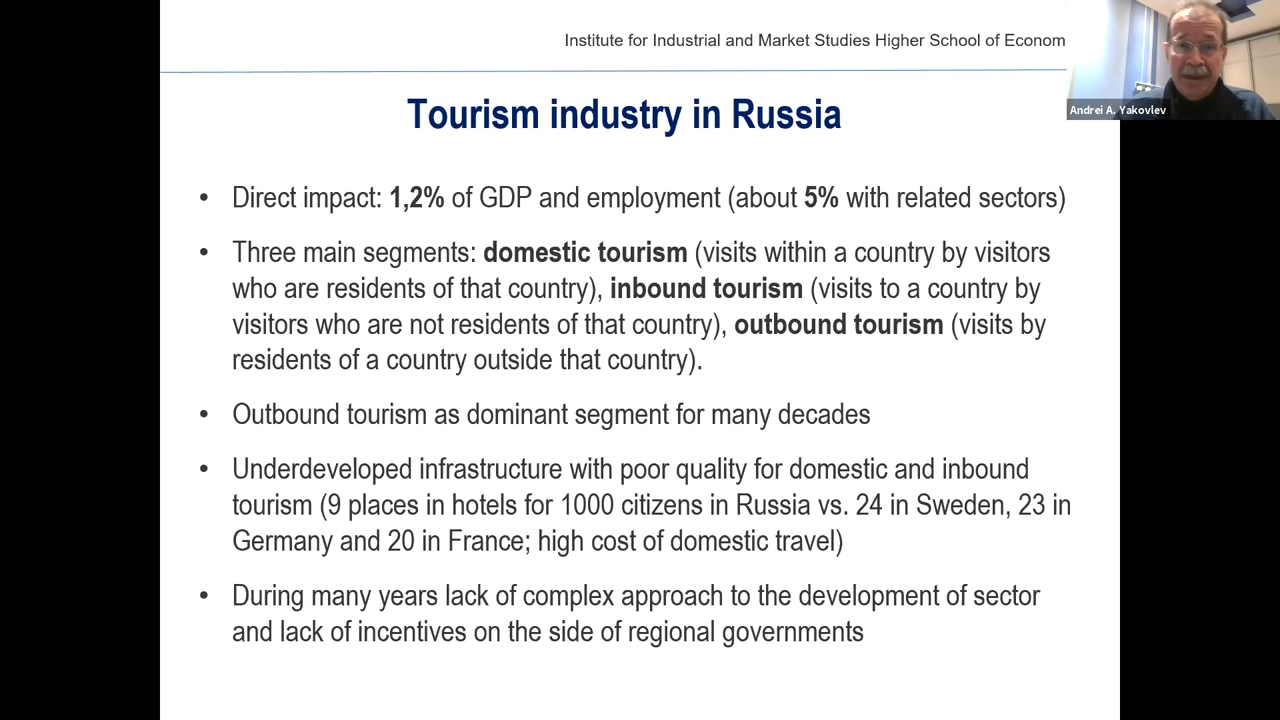 Institute for Industrial and Market Studies Higher School of Econom
Andrei A. Yakovlev
Tourism industry in Russia
• Direct impact: 1,2% of GDP and employment (about 5% with related sectors)
• Three main segments: domestic tourism (visits within a country by visitors
who are residents of that country), inbound tourism (visits to a country by
visitors who are not residents of that country), outbound tourism (visits by
residents of a country outside that country).
• Outbound tourism as dominant segment for many decades
• Underdeveloped infrastructure with poor quality for domestic and inbound
tourism (9 places in hotels for 1000 citizens in Russia vs. 24 in Sweden, 23 in
Germany and 20 in France; high cost of domestic travel)
• During many years lack of complex approach to the development of sector
and lack of incentives on the side of regional governments